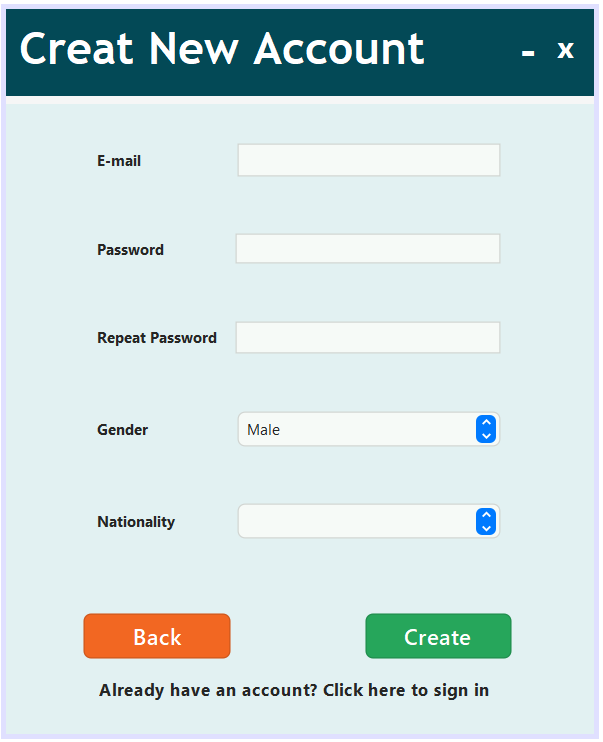 Creat New Account - x
E-mail
Password
Repeat Password
Gender Male
Nationality
Back Create
Already have an account? Click here to sign in